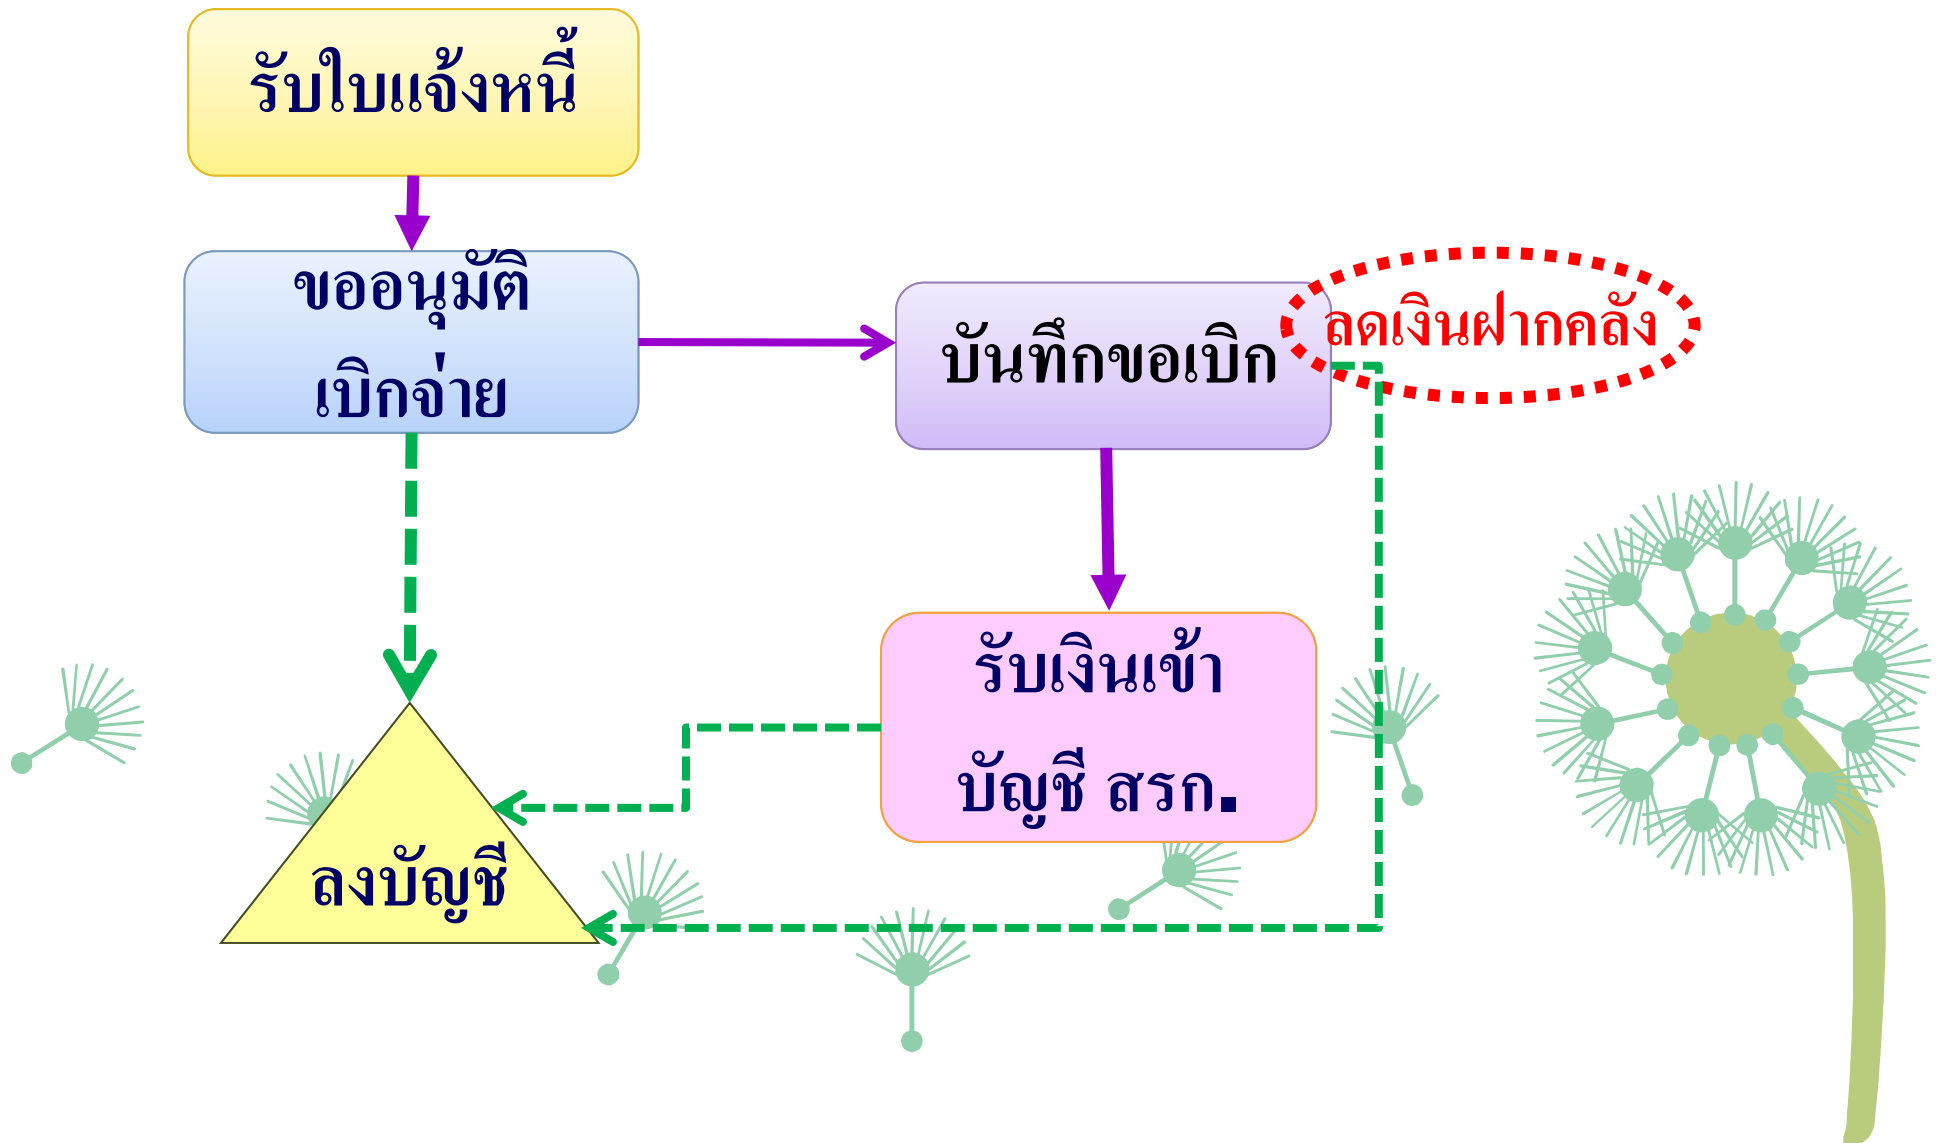 รับใบแจ้งหนี้
ขออนุมัติ
เบิกจ่าย
บันทึกขอเบิก
ลดเงินฝากคลัง
รับเงินเข้า
บัญชี สรก.
ลงบัญชี